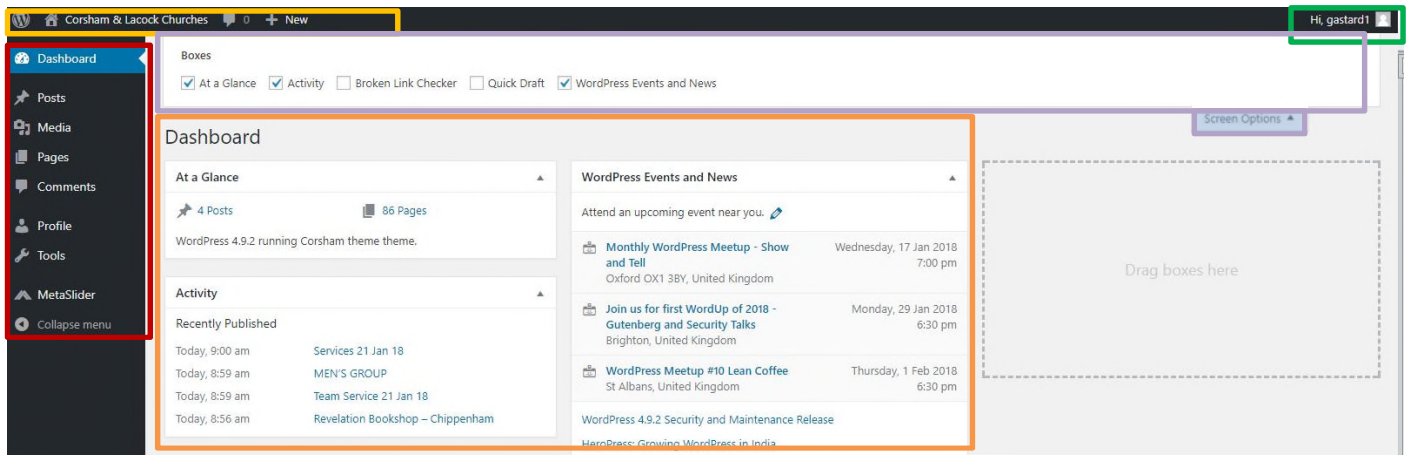 Corsham & Lacock Churches 0 + New
Hi, gastard1
Dashboard
Posts
Media
Pages
Comments
Profile
Tools
MetaSlider
Collapse menu
Boxes
At a Glance Activity Broken Link Checker Quick Draft WordPress Events and News
Screen Options
Dashboard
At a Glance
4 Posts 86 Pages
WordPress 4.9.2 running Corsham theme theme.
Activity
Recently Published
Today, 9:00 am Services 21 Jan 18
Today, 8:59 am MEN'S GROUP
Today, 8:59 am Team Service 21 Jan 18
Today, 8:56 am Revelation Bookshop – Chippenham
WordPress Events and News
Attend an upcoming event near you.
Monthly WordPress Meetup - Show Wednesday, 17 Jan 2018
and Tell 7:00 pm
Oxford OX1 3BY, United Kingdom
Join us for first WordUp of 2018 - Monday, 29 Jan 2018
Gutenberg and Security Talks 6:30 pm
Brighton, United Kingdom
WordPress Meetup #10 Lean Coffee Thursday, 1 Feb 2018
St Albans, United Kingdom 6:30 pm
WordPress 4.9.2 Security and Maintenance Release
HeroPress: Growing WordPress in India
Drag boxes here